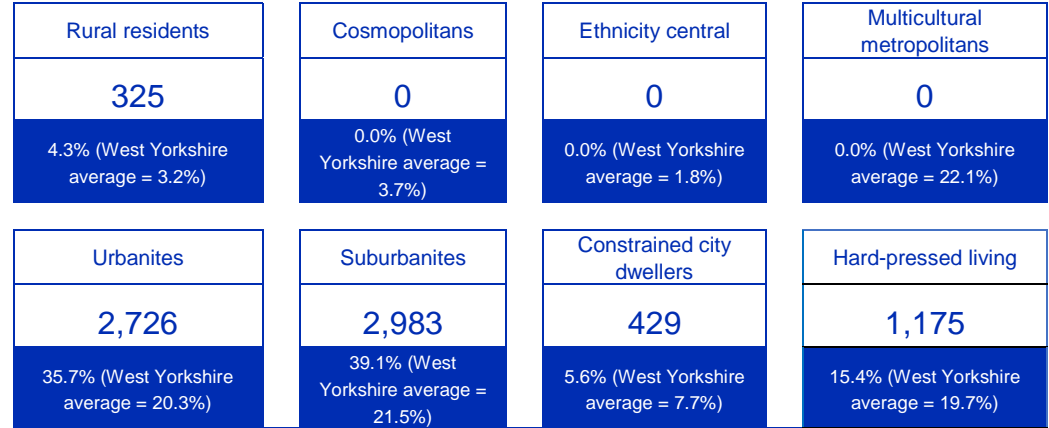 Rural residents
325
4.3% (West Yorkshire
average = 3.2%)
Cosmopolitans
0
0.0% (West
Yorkshire average =
3.7%)
Ethnicity central
0
0.0% (West Yorkshire
average = 1.8%)
Multicultural
metropolitans
0
0.0% (West Yorkshire
average = 22.1%)
Urbanites
2,726
35.7% (West Yorkshire
average = 20.3%)
Suburbanites
2,983
39.1% (West
Yorkshire average =
21.5%)
Constrained city
dwellers
429
5.6% (West Yorkshire
average = 7.7%)
Hard-pressed living
1,175
15.4% (West Yorkshire
average = 19.7%)